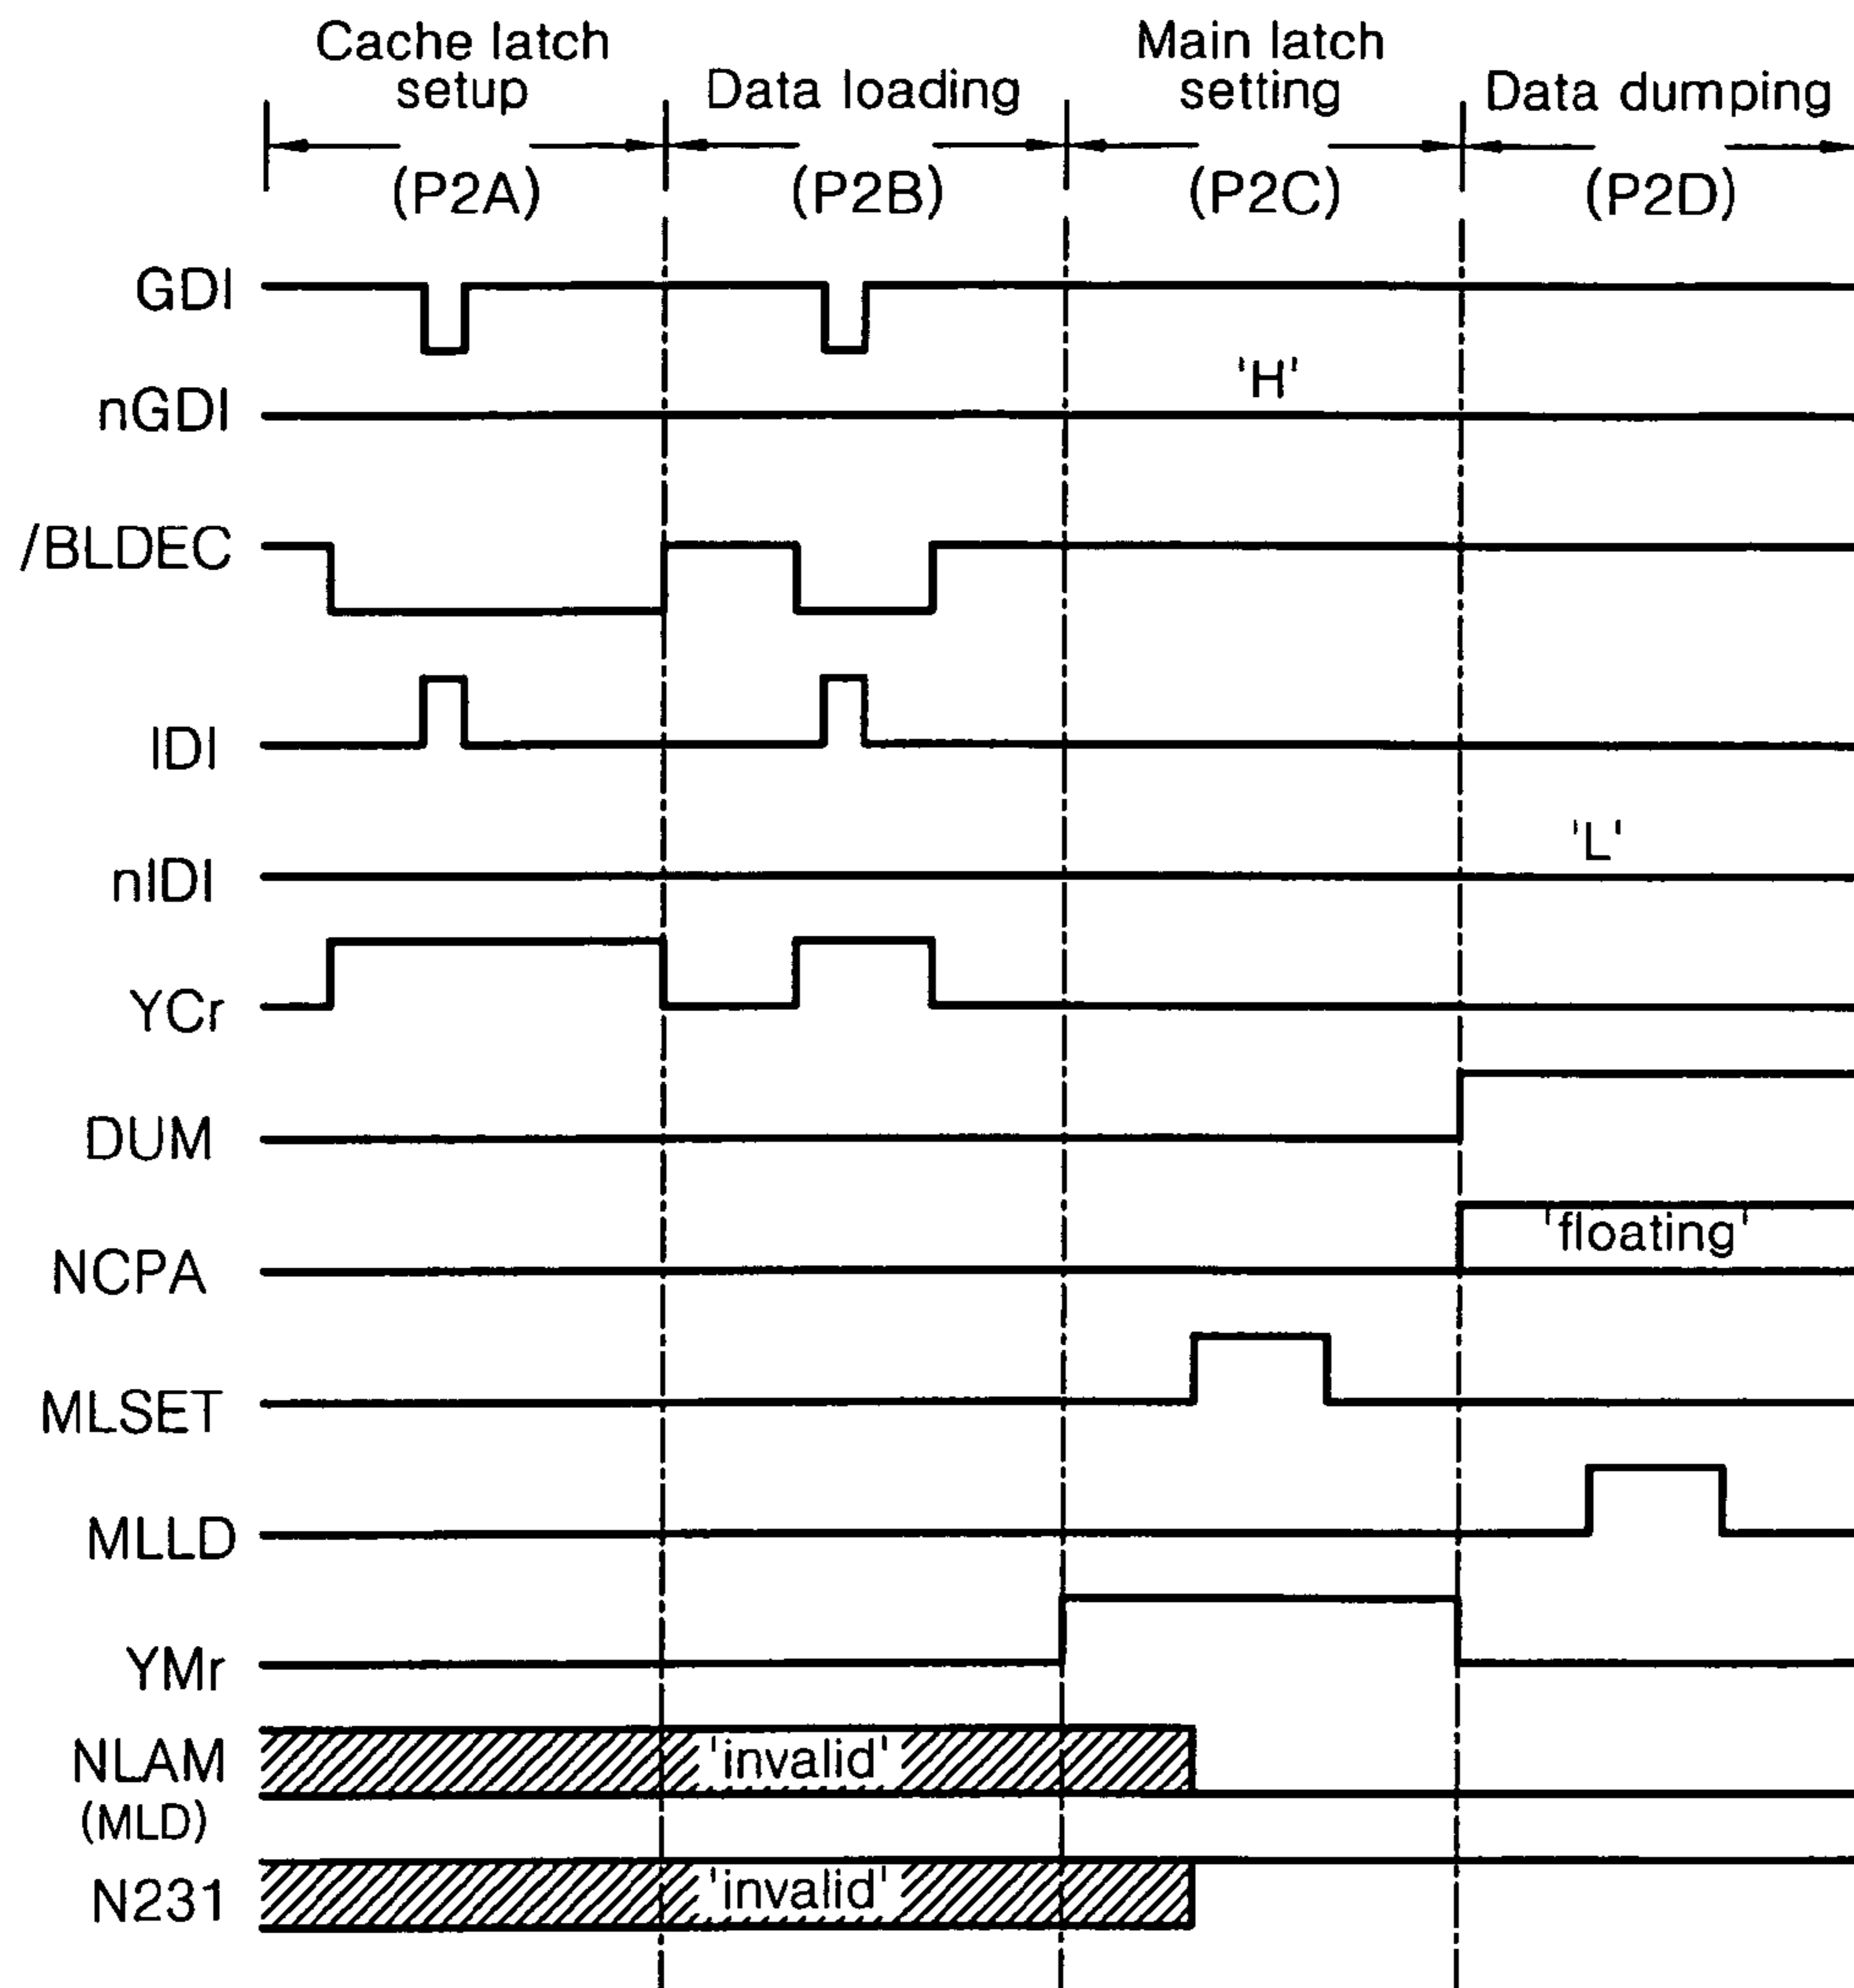 Cache latch
setup
Data loading
Main latch
setting
Data dumping
(P2A)
(P2B)
(P2C)
(P2D)
GDI
'H'
nGDI
/BLDEC
IDI
'L'
nIDI
YCr
DUM
'floating'
NCPA
MLSET
MLLD
YMr
NLAM
'invalid'
(MLD)
N231
'invalid'